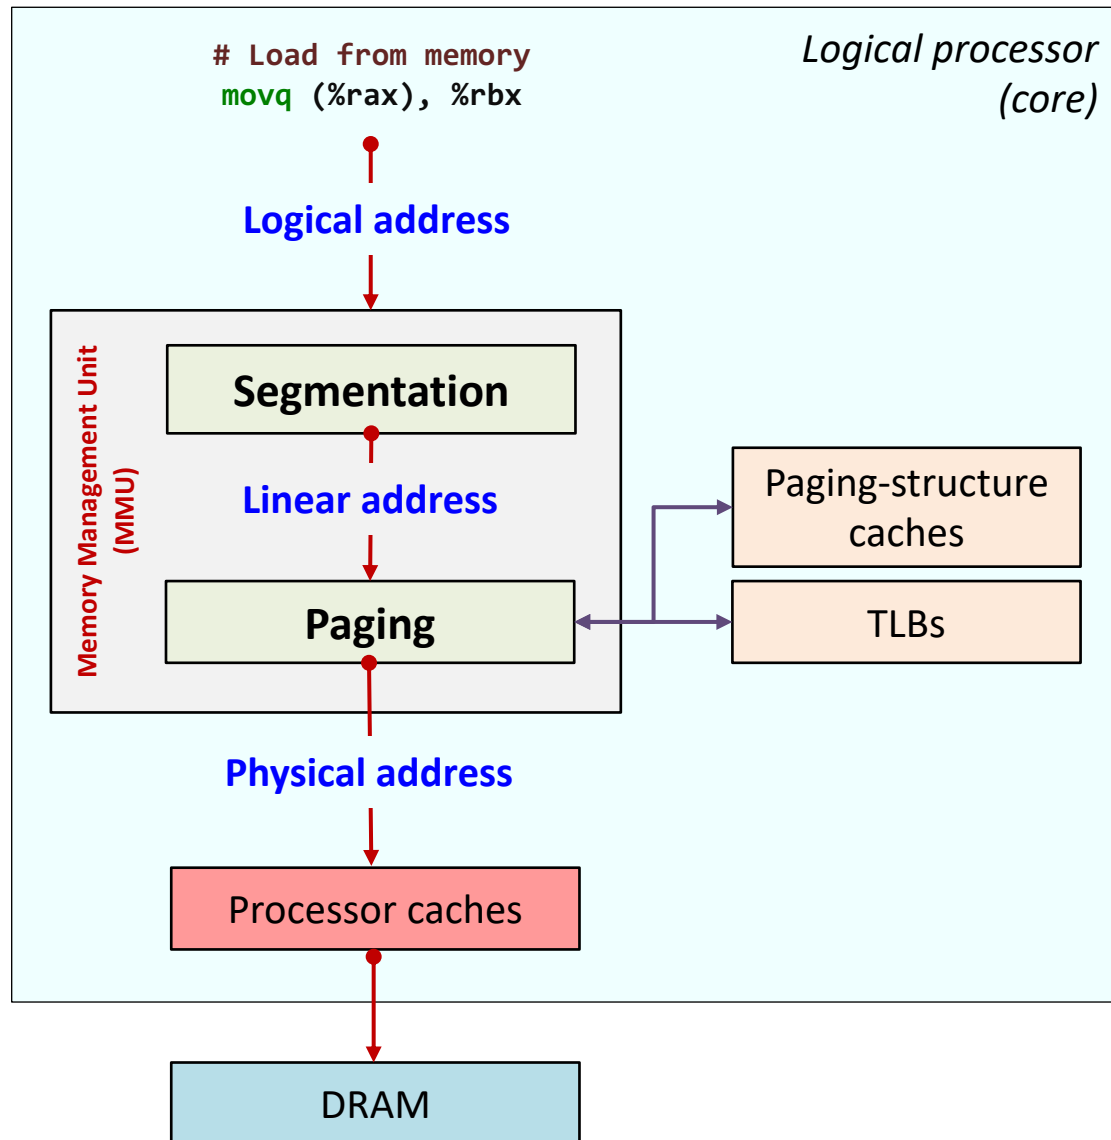 # Load from memory
movq (%rax), %rbx
Logical processor
(core)
Logical address
Memory Management Unit
(MMU)
Segmentation
Linear address
Paging
Paging-structure
caches
TLBs
Physical address
Processor caches
DRAM